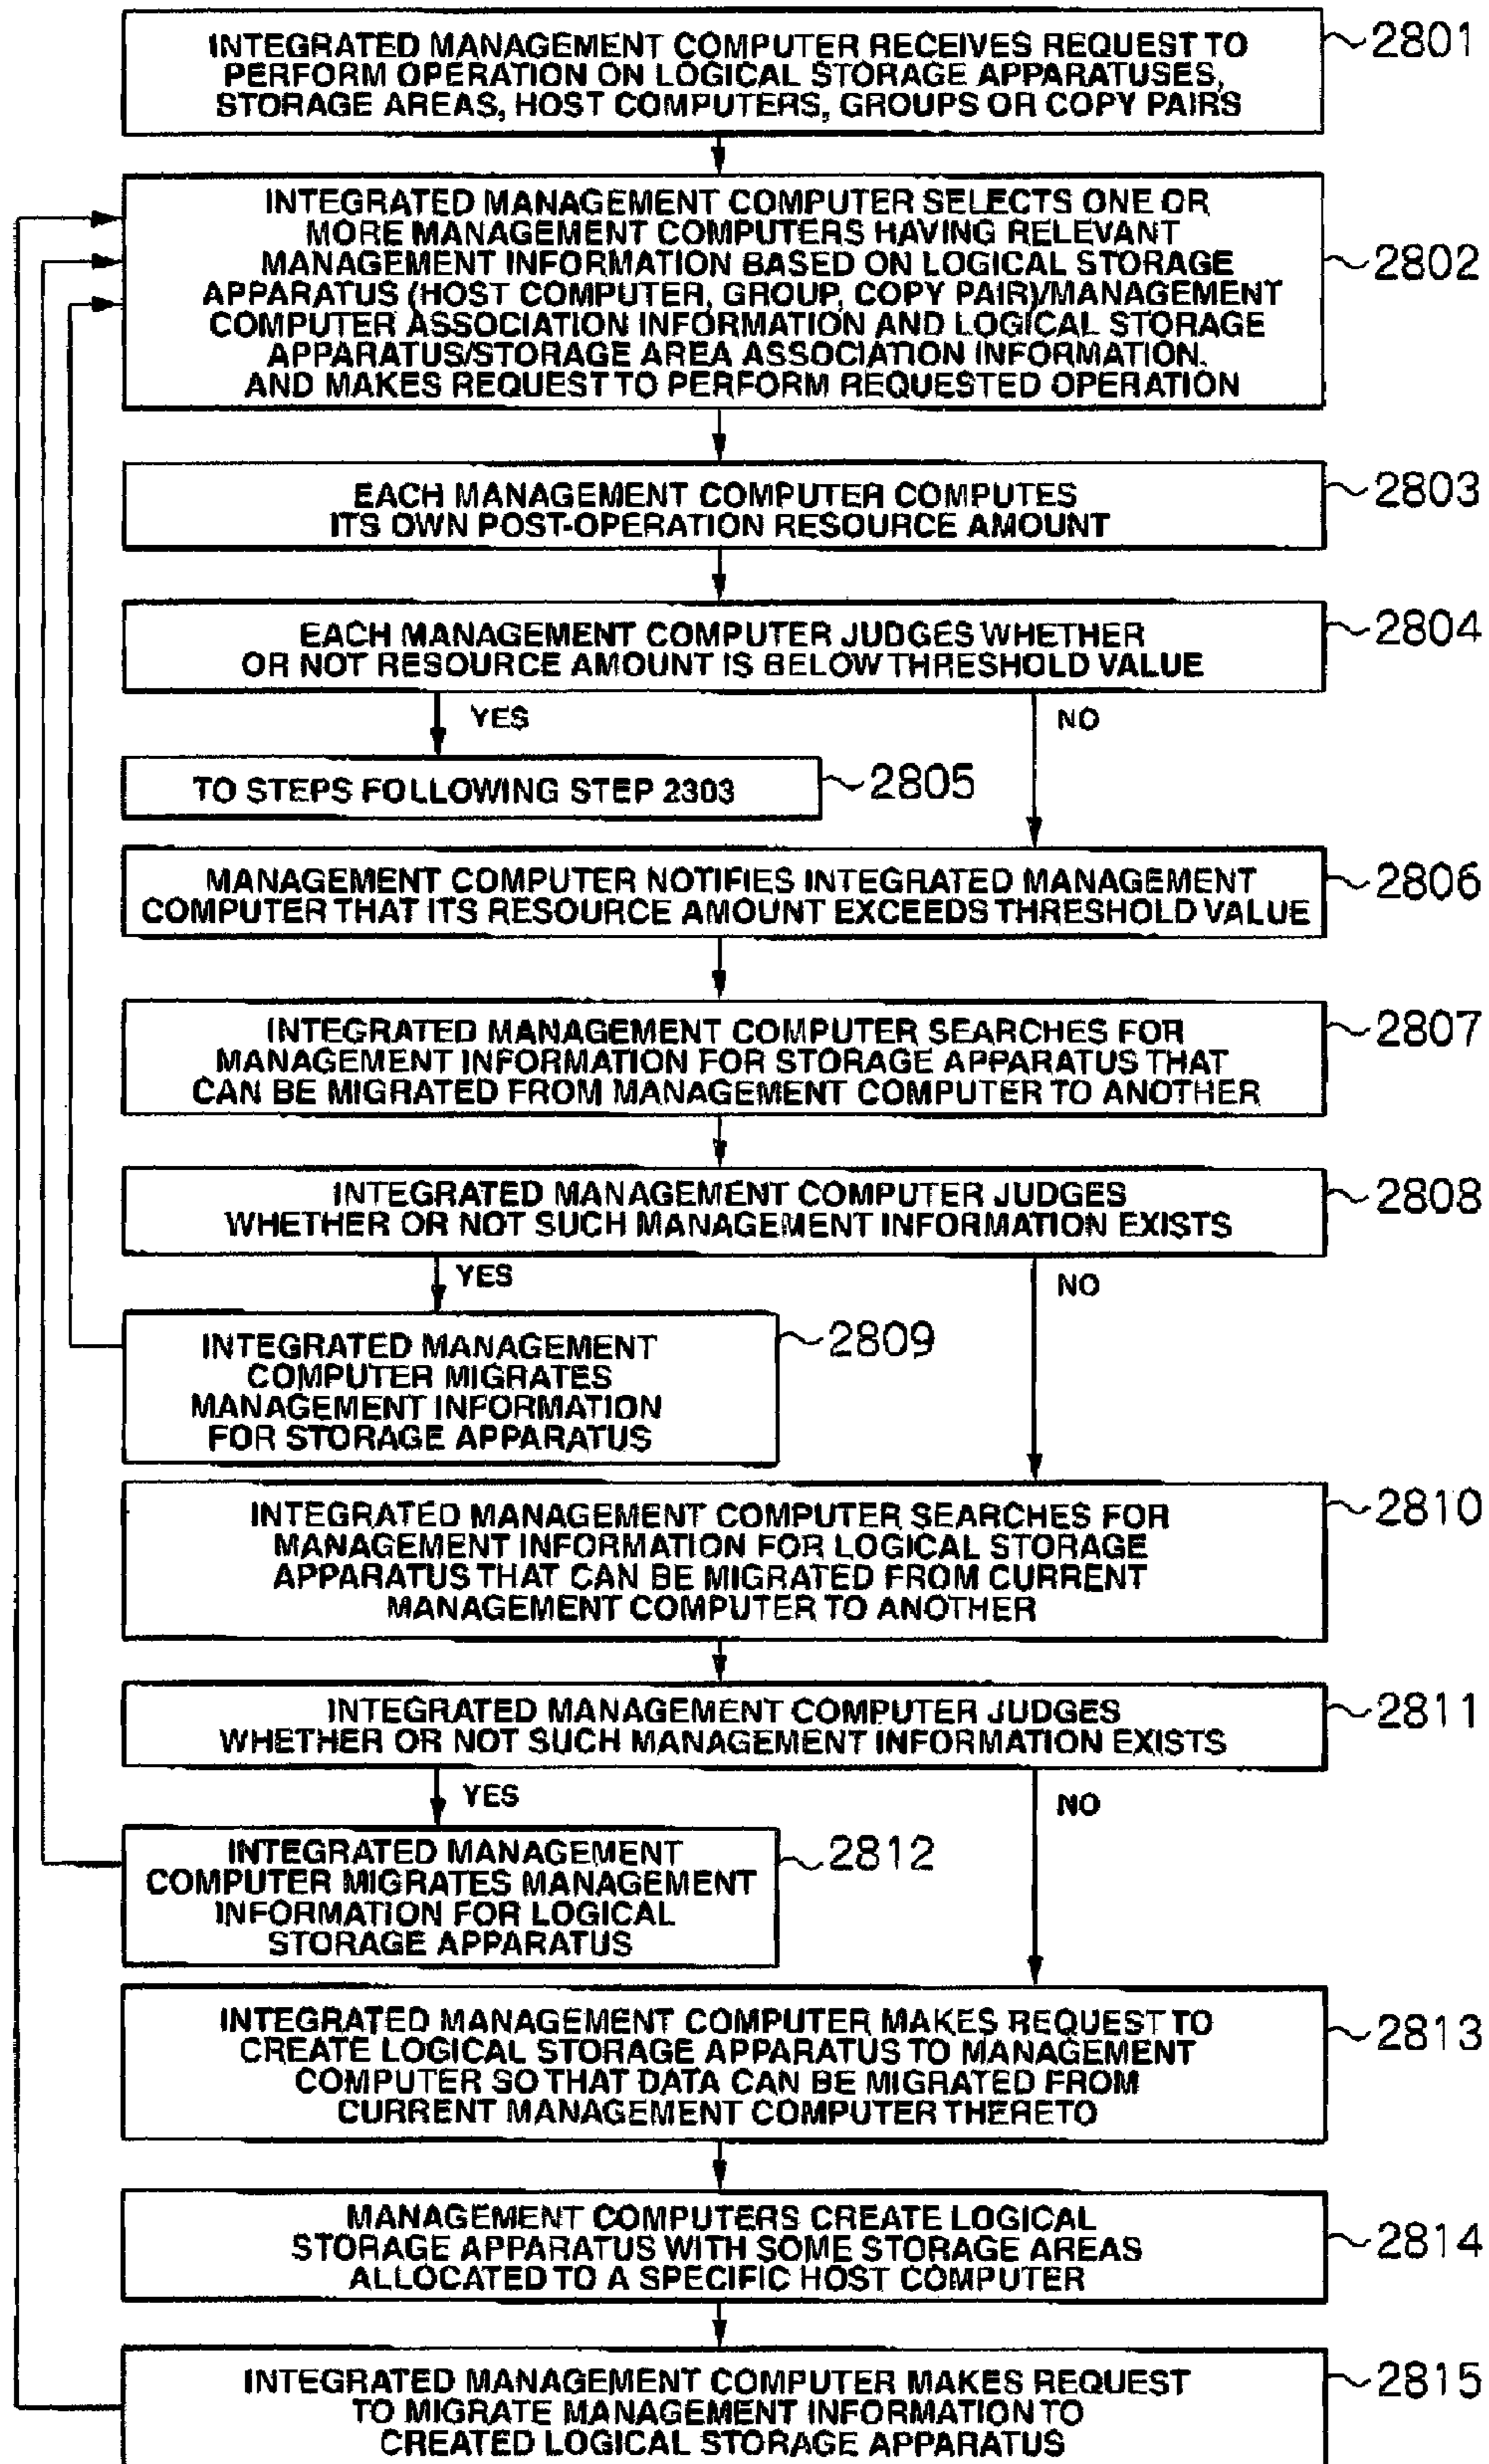 INTEGRATED MANAGEMENT COMPUTER RECEIVES REQUEST TO
PERFORM OPERATION ON LOGICAL STORAGE APPARATUSES,
STORAGE AREAS, HOST COMPUTERS, GROUPS OR COPY PAIRS
2801
INTEGRATED MANAGEMENT COMPUTER SELECTS ONE OR
MORE MANAGEMENT COMPUTERS HAVING RELEVANT
MANAGEMENT INFORMATION BASED ON LOGICAL STORAGE
APPARATUS (HOST COMPUTER, GROUP, COPY PAIR)/MANAGEMENT
COMPUTER ASSOCIATION INFORMATION AND LOGICAL STORAGE
APPARATUS/STORAGE AREA ASSOCIATION INFORMATION.
AND MAKES REQUEST TO PERFORM REQUESTED OPERATION
2802
EACH MANAGEMENT COMPUTER COMPUTES
ITS OWN POST-OPERATION RESOURCE AMOUNT
2803
EACH MANAGEMENT COMPUTER JUDGES WHETHER
OR NOT RESOURCE AMOUNT IS BELOW THRESHOLD VALUE
2804
YES
NO
TO STEPS FOLLOWING STEP 2303
2805
MANAGEMENT COMPUTER NOTIFIES INTEGRATED MANAGEMENT
COMPUTER THAT ITS RESOURCE AMOUNT EXCEEDS THRESHOLD VALUE
2806
INTEGRATED MANAGEMENT COMPUTER SEARCHES FOR
MANAGEMENT INFORMATION FOR STORAGE APPARATUS THAT
CAN BE MIGRATED FROM MANAGEMENT COMPUTER TO ANOTHER
2807
INTEGRATED MANAGEMENT COMPUTER JUDGES
WHETHER OR NOT SUCH MANAGEMENT INFORMATION EXISTS
2808
YES
NO
INTEGRATED MANAGEMENT
COMPUTER MIGRATES
MANAGEMENT INFORMATION
FOR STORAGE APPARATUS
2809
INTEGRATED MANAGEMENT COMPUTER SEARCHES FOR
MANAGEMENT INFORMATION FOR LOGICAL STORAGE
APPARATUS THAT CAN BE MIGRATED FROM CURRENT
MANAGEMENT COMPUTER TO ANOTHER
2810
INTEGRATED MANAGEMENT COMPUTER JUDGES
WHETHER OR NOT SUCH MANAGEMENT INFORMATION EXISTS
2811
YES
NO
INTEGRATED MANAGEMENT
COMPUTER MIGRATES MANAGEMENT
INFORMATION FOR LOGICAL
STORAGE APPARATUS
2812
INTEGRATED MANAGEMENT COMPUTER MAKES REQUEST TO
CREATE LOGICAL STORAGE APPARATUS TO MANAGEMENT
COMPUTER SO THAT DATA CAN BE MIGRATED FROM
CURRENT MANAGEMENT COMPUTER THERETO
2813
MANAGEMENT COMPUTERS CREATE LOGICAL
STORAGE APPARATUS WITH SOME STORAGE AREAS
ALLOCATED TO A SPECIFIC HOST COMPUTER
2814
INTEGRATED MANAGEMENT COMPUTER MAKES REQUEST
TO MIGRATE MANAGEMENT INFORMATION TO
CREATED LOGICAL STORAGE APPARATUS
2815